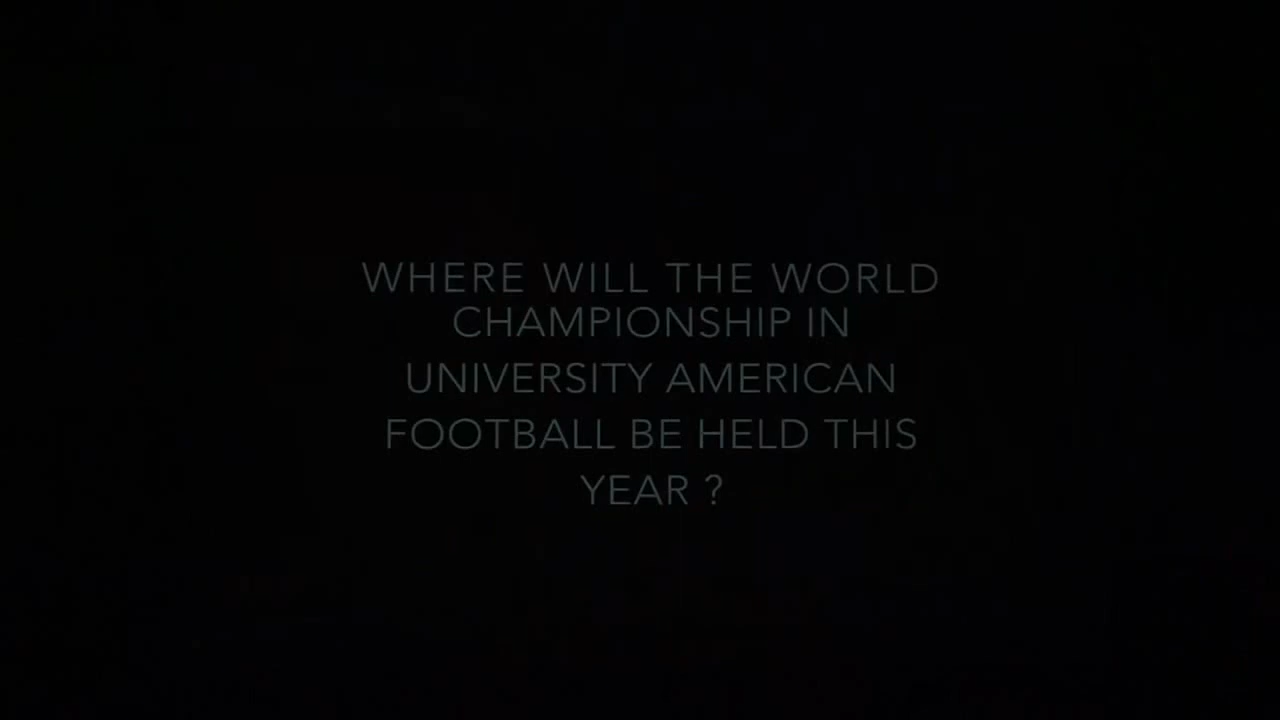 WHERE WILL THE WORLD
CHAMPIONSHIP IN
UNIVERSITY AMERICAN
FOOTBALL BE HELD THIS
YEAR ?